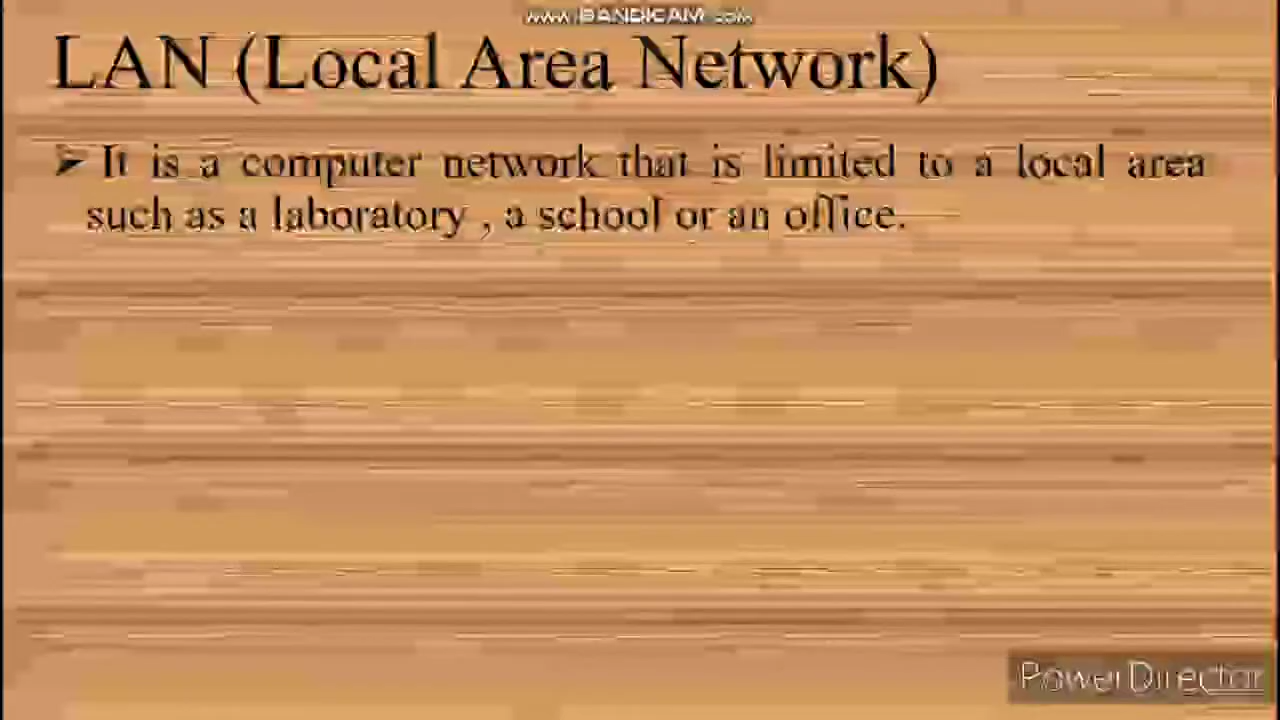 www.BANDICAM.com
LAN (Local Area Network)
➤ It is a computer network that is limited to a local area
such as a laboratory , a school or an office.
PowerDirector